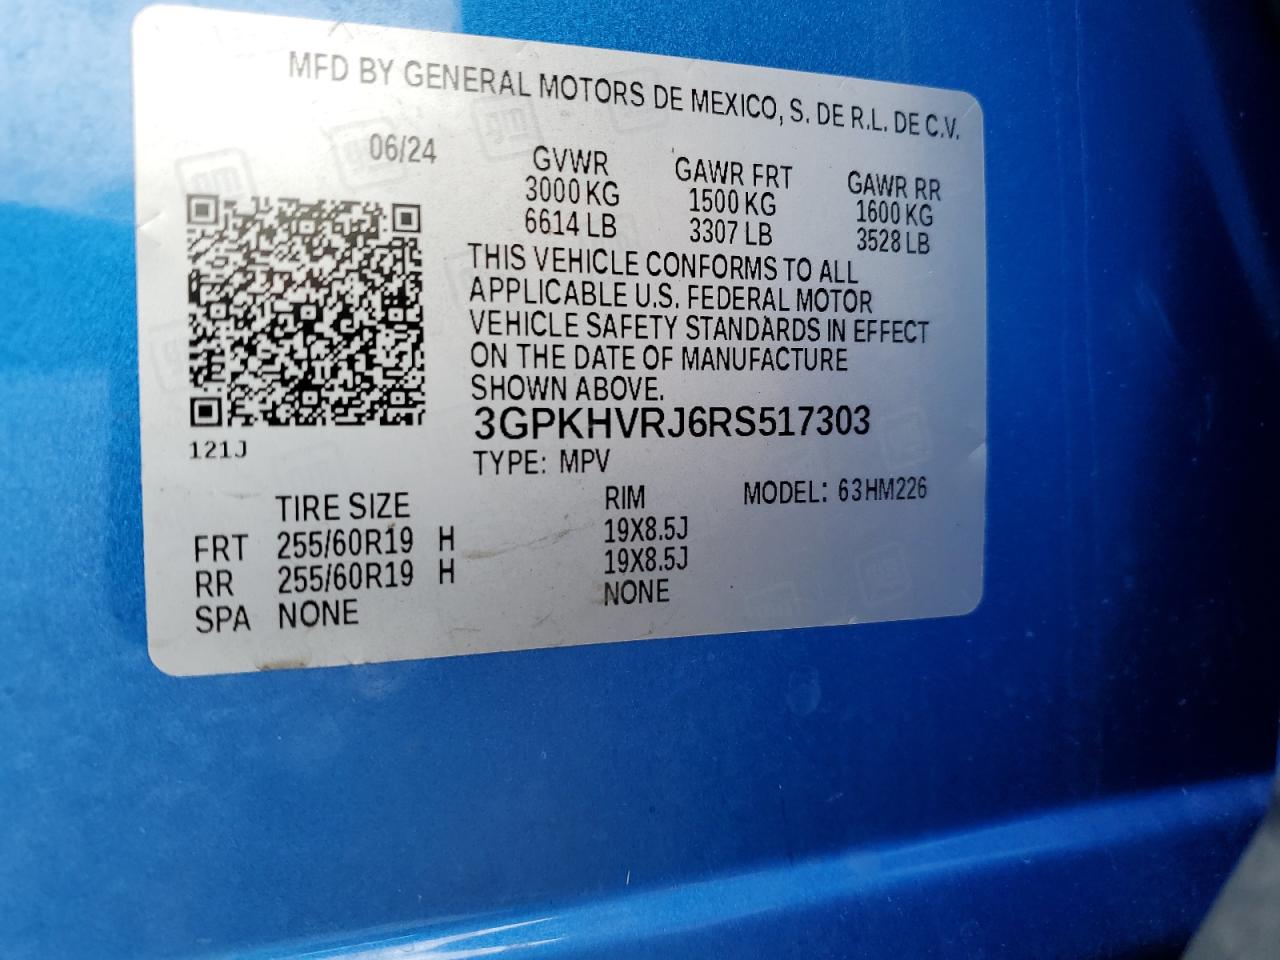 MFD BY GENERAL MOTORS DE MEXICO, S. DE R.L. DE C.V.
06/24
GVWR GAWR FRT GAWR RR
3000 KG 1500 KG 1600 KG
6614 LB 3307 LB 3528 LB
THIS VEHICLE CONFORMS TO ALL
APPLICABLE U.S. FEDERAL MOTOR
VEHICLE SAFETY STANDARDS IN EFFECT
ON THE DATE OF MANUFACTURE
SHOWN ABOVE.
3GPKHVRJ6RS517303
121J
TYPE: MPV
TIRE SIZE RIM MODEL: 63HM226
FRT 255/60R19 H 19X8.5J
RR 255/60R19 H 19X8.5J
SPA NONE NONE